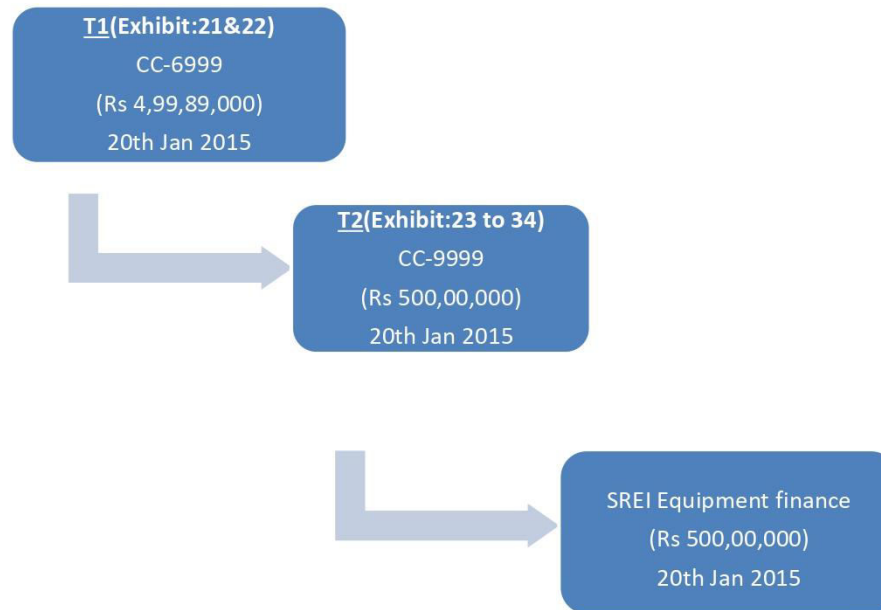 T1(Exhibit:21&22)
CC-6999
(Rs 4,99,89,000)
20th Jan 2015
T2(Exhibit:23 to 34)
CC-9999
(Rs 500,00,000)
20th Jan 2015
SREI Equipment finance
(Rs 500,00,000)
20th Jan 2015